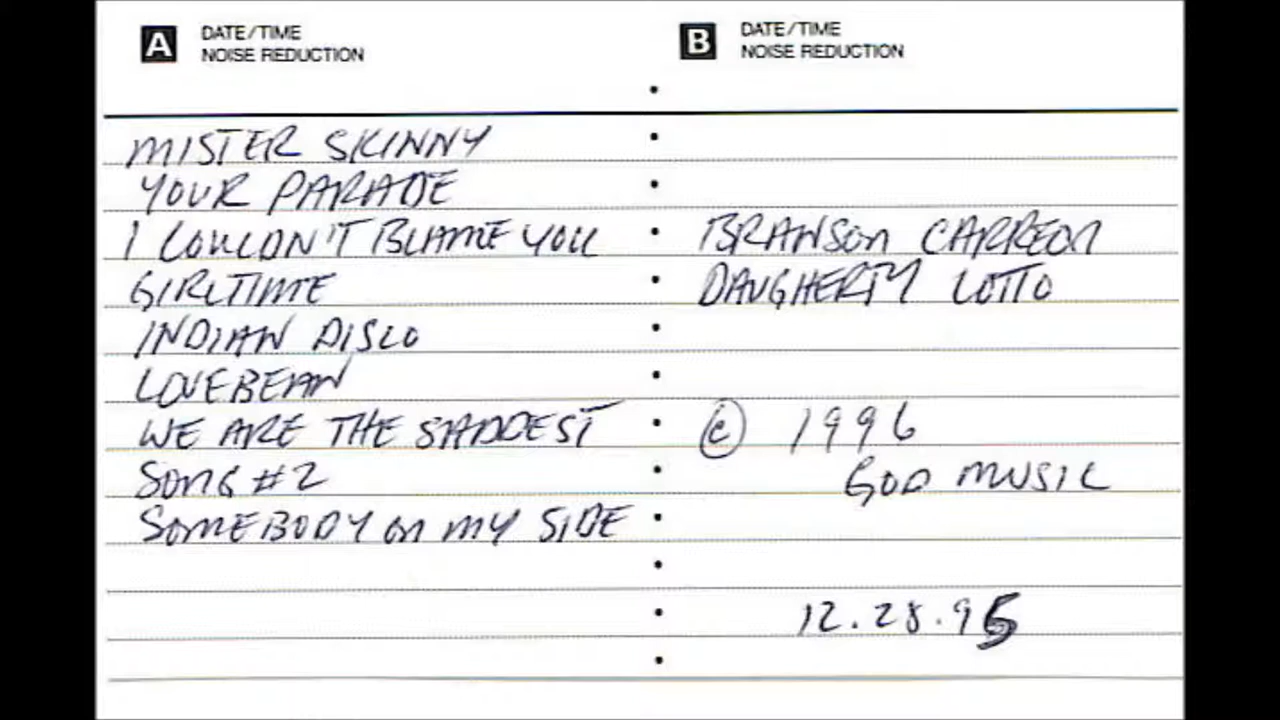 A DATE/TIME
NOISE REDUCTION
B DATE/TIME
NOISE REDUCTION
MISTER SKINNY
YOUR PARADE
I COULDN'T BLAME YOU
GIRLTIME
INDIAN DISCO
LOVEBEAN
WE ARE THE SADDEST
SONG #2
SOMEBODY ON MY SIDE
BRAWSON CARREON
DAUGHERTY LOTTO
© 1996
GOD MUSIC
12.28.95